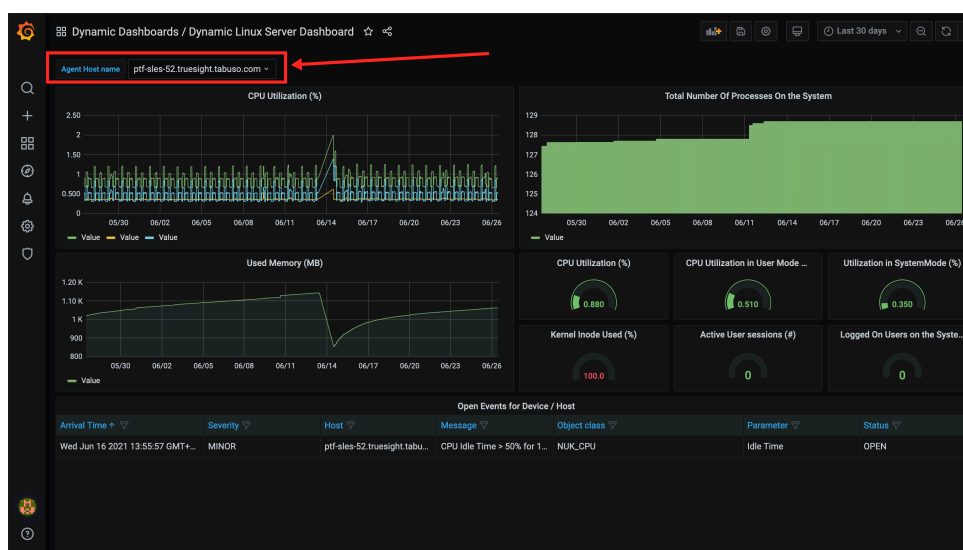 Dynamic Dashboards / Dynamic Linux Server Dashboard
Last 30 days
Agent Host name ptf-sles-52.truesight.tabuso.com
CPU Utilization (%)
2.50
2
1.50
1
0.500
0
05/30 06/02 06/05 06/08 06/11 06/14 06/17 06/20 06/23 06/26
Value Value Value
Total Number Of Processes On the System
129
128
127
126
125
124
05/30 06/02 06/05 06/08 06/11 06/14 06/17 06/20 06/23 06/26
Value
Used Memory (MB)
1.20 K
1.10 K
1 K
900
800
05/30 06/02 06/05 06/08 06/11 06/14 06/17 06/20 06/23 06/26
Value
CPU Utilization (%)
0.880
CPU Utilization in User Mode ...
0.510
Utilization in SystemMode (%)
0.350
Kernel Inode Used (%)
100.0
Active User sessions (#)
0
Logged On Users on the Syste...
0
Open Events for Device / Host
Arrival Time Severity Host Message Object class Parameter Status
Wed Jun 16 2021 13:55:57 GMT+... MINOR ptf-sles-52.truesight.tabu... CPU Idle Time > 50% for 1... NUK_CPU Idle Time OPEN